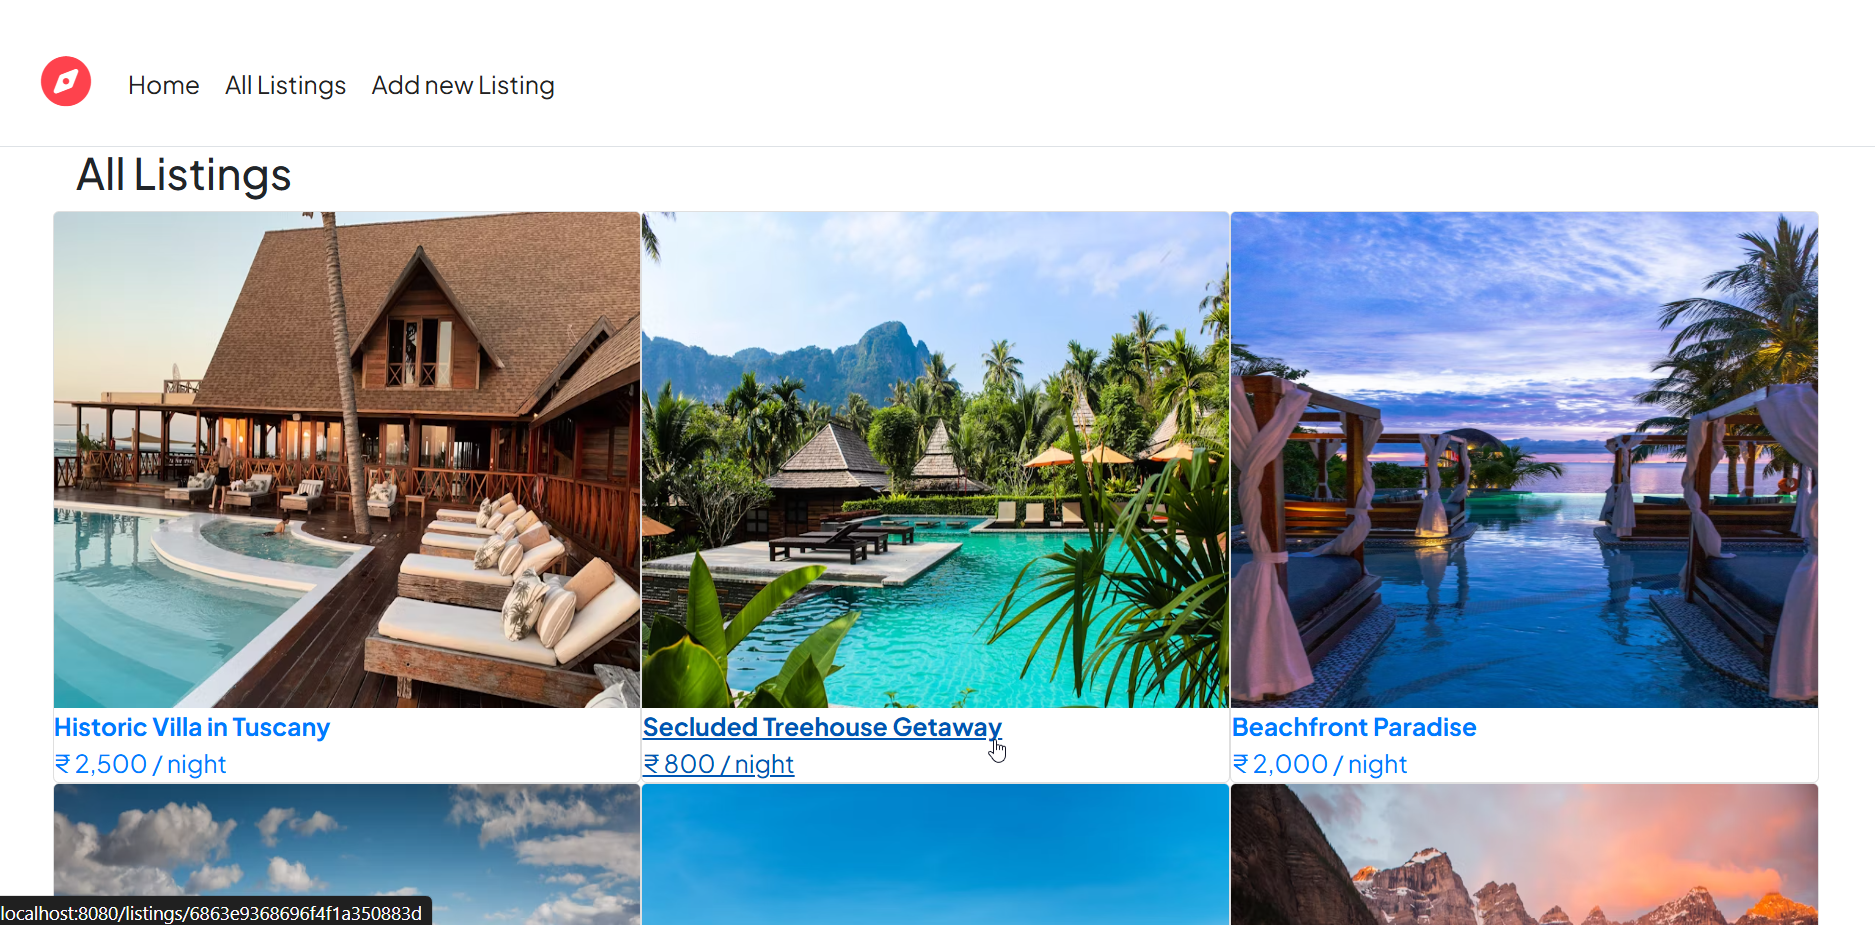 Home All Listings Add new Listing
All Listings
Historic Villa in Tuscany
₹ 2,500 / night
Secluded Treehouse Getaway
₹ 800 / night
Beachfront Paradise
₹ 2,000 / night
localhost:8080/listings/6863e9368696f4f1a350883d